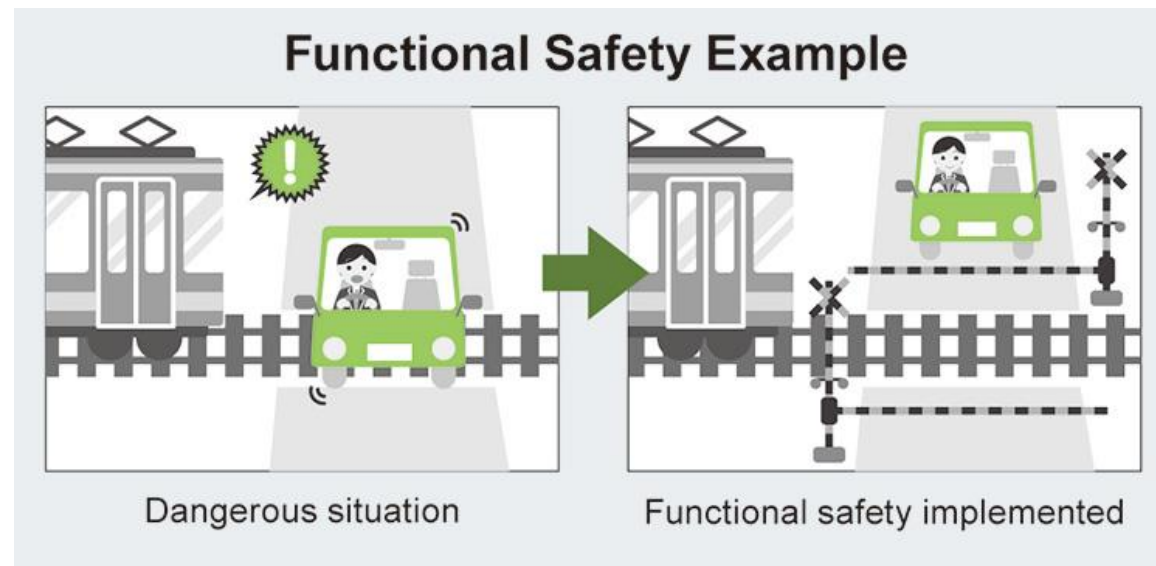 Functional Safety Example
Dangerous situation
Functional safety implemented